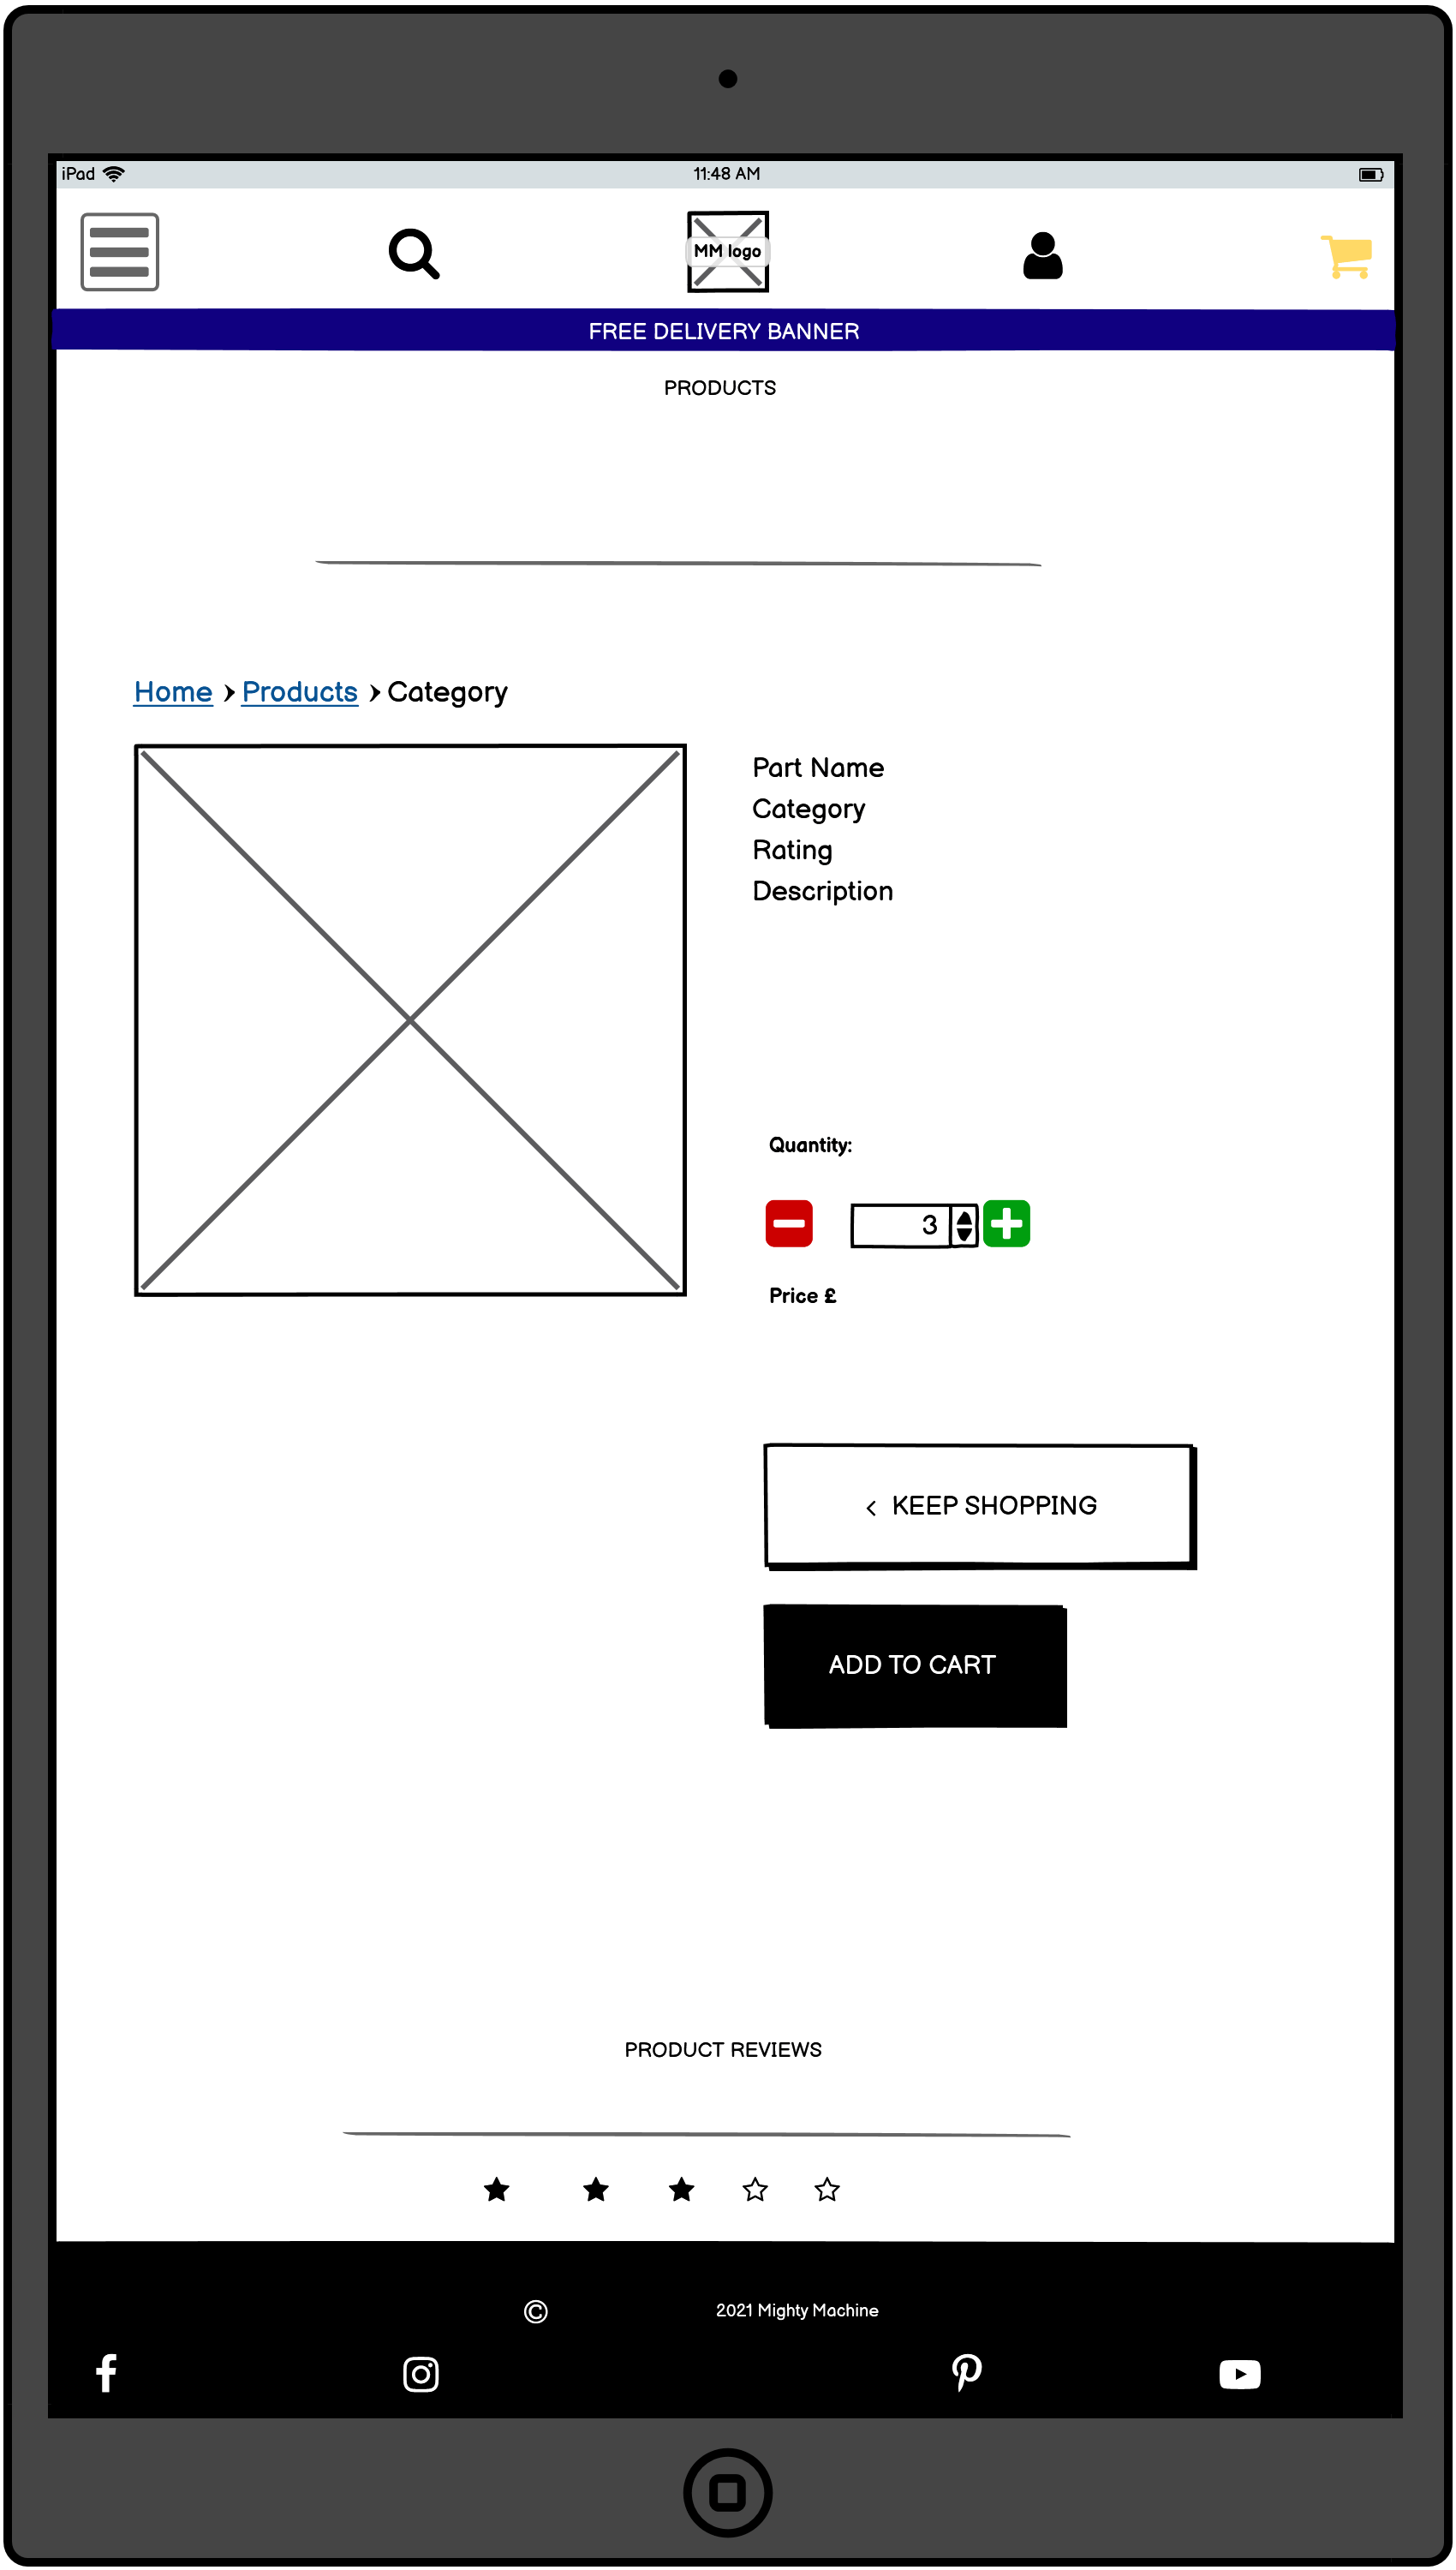 iPad 11:48 AM
MM logo
FREE DELIVERY BANNER
PRODUCTS
Home › Products › Category
Part Name
Category
Rating
Description
Quantity:
3
Price £
‹ KEEP SHOPPING
ADD TO CART
PRODUCT REVIEWS
© 2021 Mighty Machine